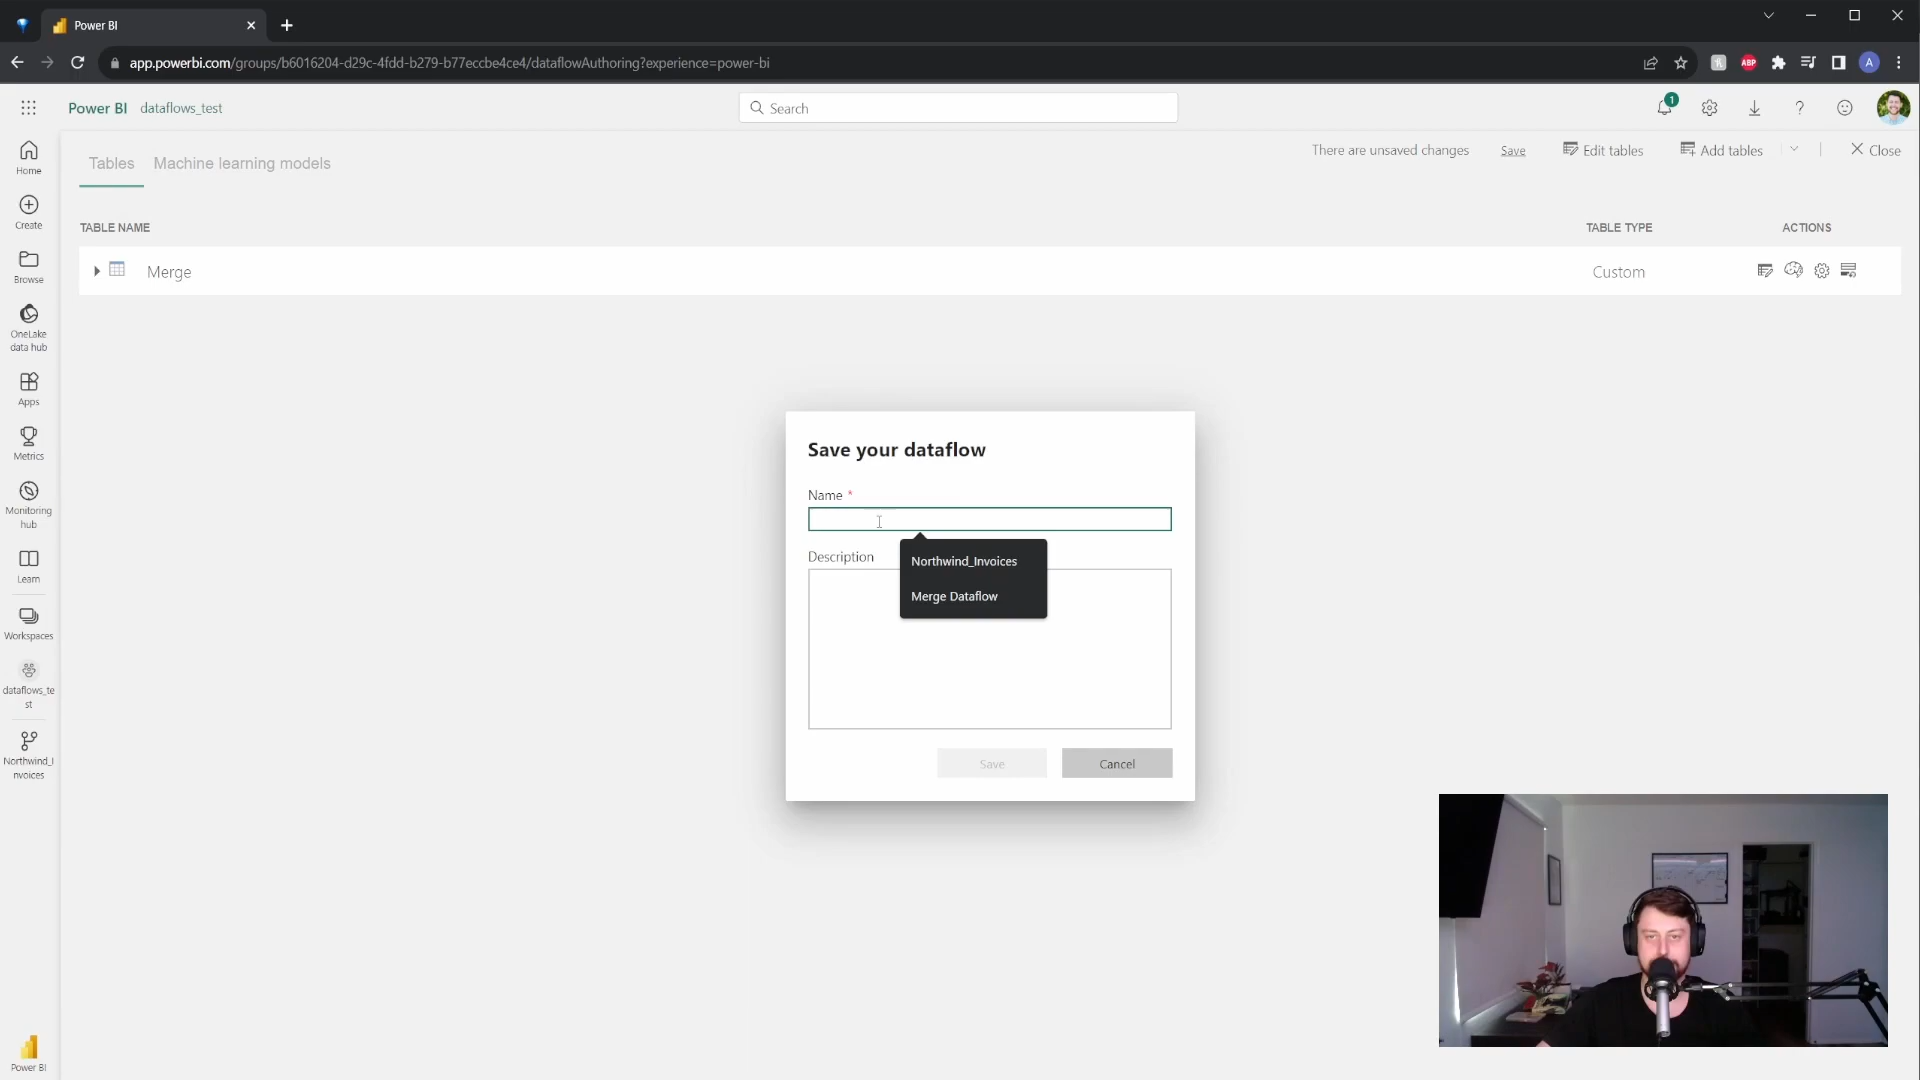 Power BI
app.powerbi.com/groups/b6016204-d29c-4fdd-b279-b77eccbe4ce4/dataflowAuthoring?experience=power-bi
ABP
A
Power BI dataflows_test
Search
1
Home
Create
Browse
OneLake
data hub
Apps
Metrics
Monitoring
hub
Learn
Workspaces
dataflows_te
st
Northwind_I
nvoices
Power BI
Tables Machine learning models
There are unsaved changes Save Edit tables Add tables Close
TABLE NAME TABLE TYPE ACTIONS
Merge Custom
Save your dataflow
Name *
Northwind_Invoices
Merge Dataflow
Description
Save Cancel